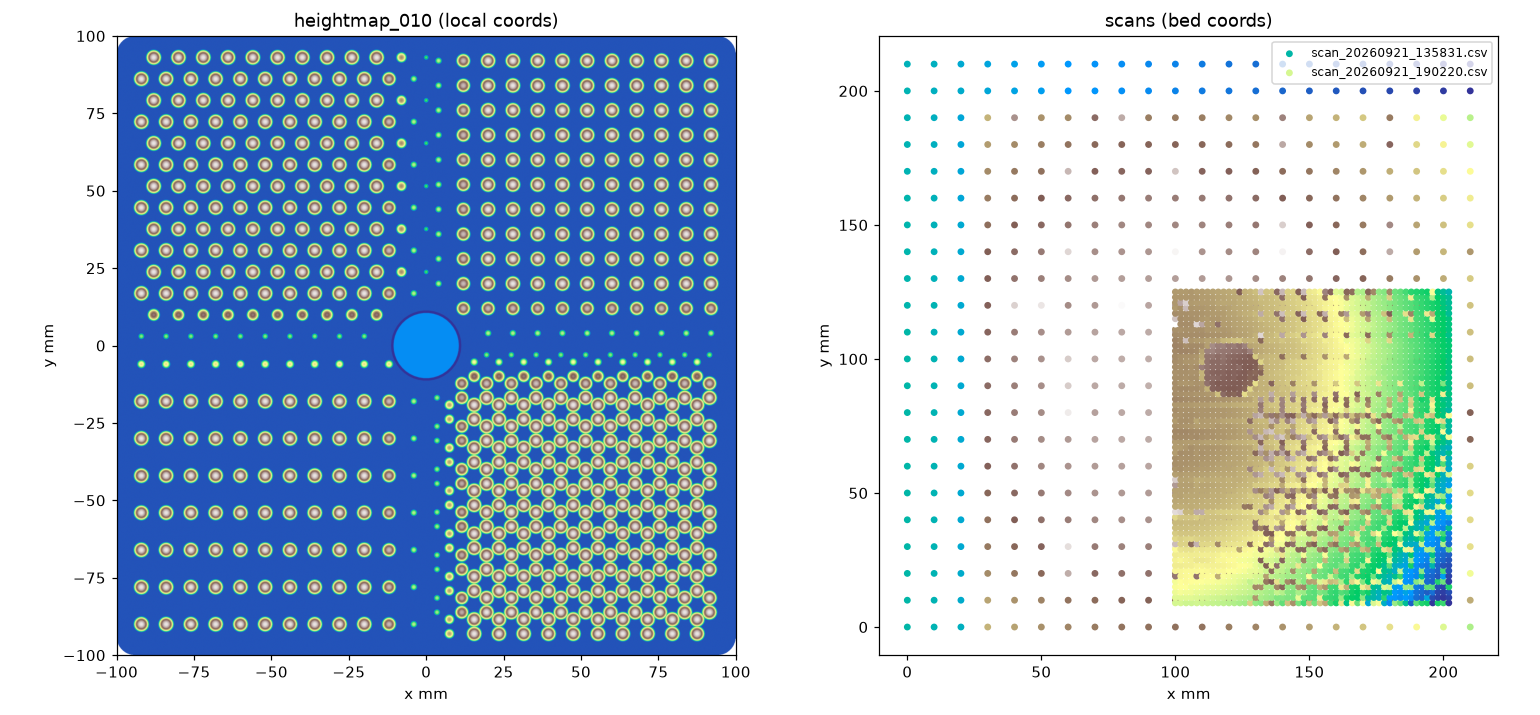 heightmap_010 (local coords)
100
75
50
25
0
−25
−50
−75
−100
y mm
−100 −75 −50 −25 0 25 50 75 100
x mm
scans (bed coords)
scan_20260921_135831.csv
scan_20260921_190220.csv
200
150
100
50
0
y mm
0 50 100 150 200
x mm